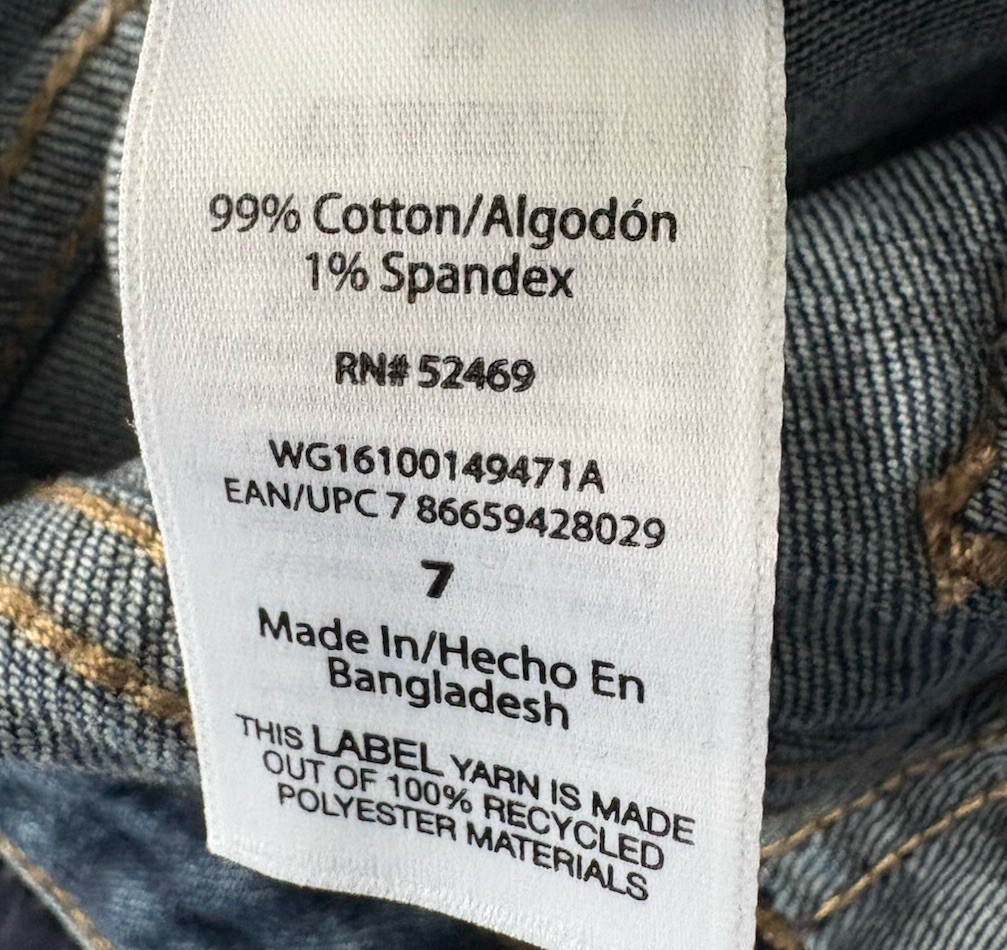 99% Cotton/Algodón
1% Spandex
RN# 52469
WG16100149471A
EAN/UPC 7 86659428029
7
Made In/Hecho En
Bangladesh
THIS LABEL YARN IS MADE
OUT OF 100% RECYCLED
POLYESTER MATERIALS